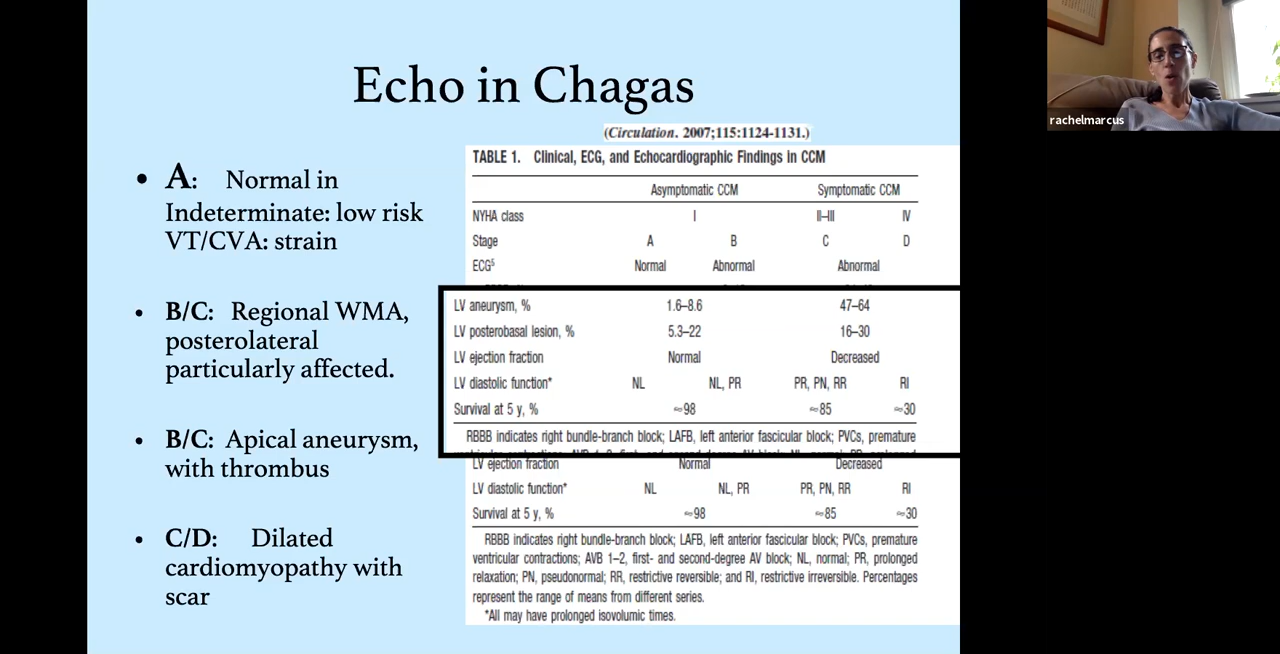 Echo in Chagas
• A: Normal in
Indeterminate: low risk
VT/CVA: strain
• B/C: Regional WMA,
posterolateral
particularly affected.
• B/C: Apical aneurysm,
with thrombus
• C/D: Dilated
cardiomyopathy with
scar
(Circulation. 2007;115:1124-1131.)
TABLE 1. Clinical, ECG, and Echocardiographic Findings in CCM
Asymptomatic CCM Symptomatic CCM
NYHA class I II–III IV
Stage A B C D
ECG5 Normal Abnormal Abnormal
LV aneurysm, % 1.6–8.6 47–64
LV posterobasal lesion, % 5.3–22 16–30
LV ejection fraction Normal Decreased
LV diastolic function* NL NL, PR PR, PN, RR RI
Survival at 5 y, % ≈98 ≈85 ≈30
RBBB indicates right bundle-branch block; LAFB, left anterior fascicular block; PVCs, premature
LV ejection fraction Normal Decreased
LV diastolic function* NL NL, PR PR, PN, RR RI
Survival at 5 y, % ≈98 ≈85 ≈30
RBBB indicates right bundle-branch block; LAFB, left anterior fascicular block; PVCs, premature
ventricular contractions; AVB 1–2, first- and second-degree AV block; NL, normal; PR, prolonged
relaxation; PN, pseudonormal; RR, restrictive reversible; and RI, restrictive irreversible. Percentages
represent the range of means from different series.
*All may have prolonged isovolumic times.
rachelmarcus